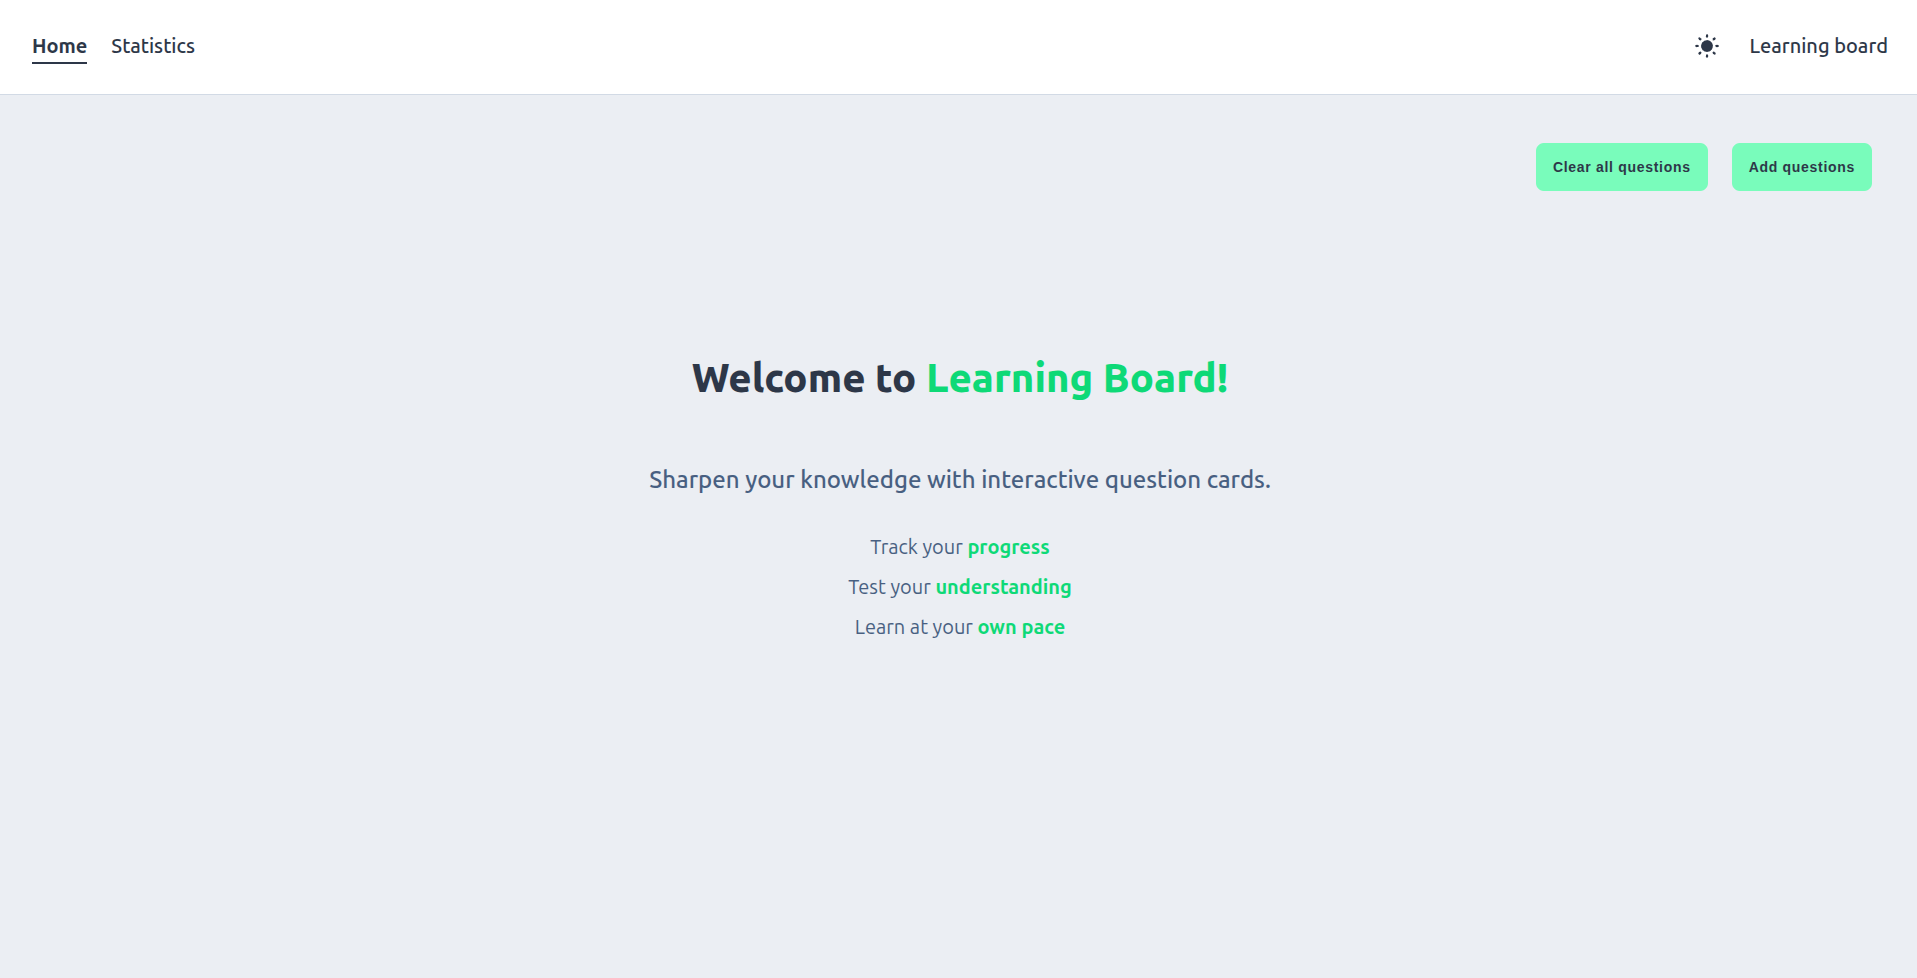 Home Statistics Learning board
Clear all questions Add questions
Welcome to Learning Board!
Sharpen your knowledge with interactive question cards.
Track your progress
Test your understanding
Learn at your own pace